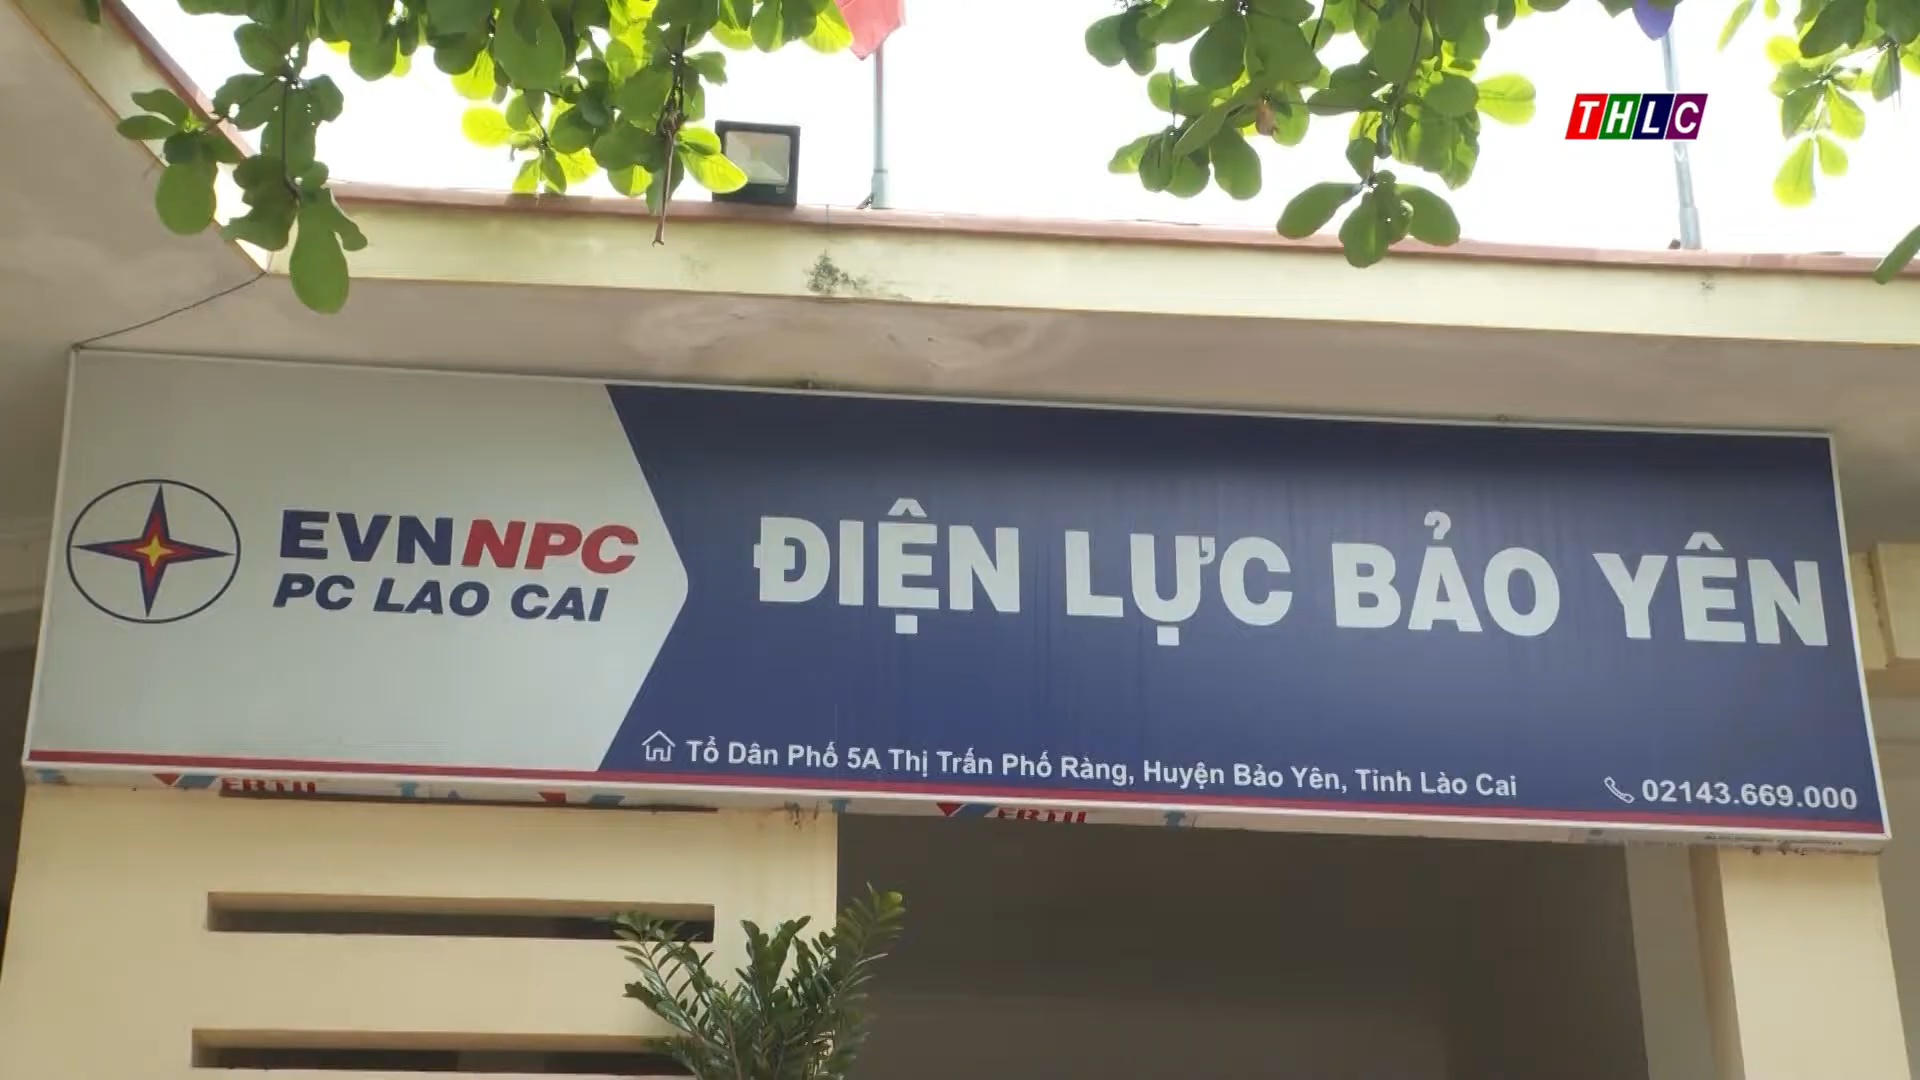 THLC
EVNNPC
PC LAO CAI
ĐIỆN LỰC BẢO YÊN
Tổ Dân Phố 5A Thị Trấn Phố Ràng, Huyện Bảo Yên, Tỉnh Lào Cai
02143.669.000